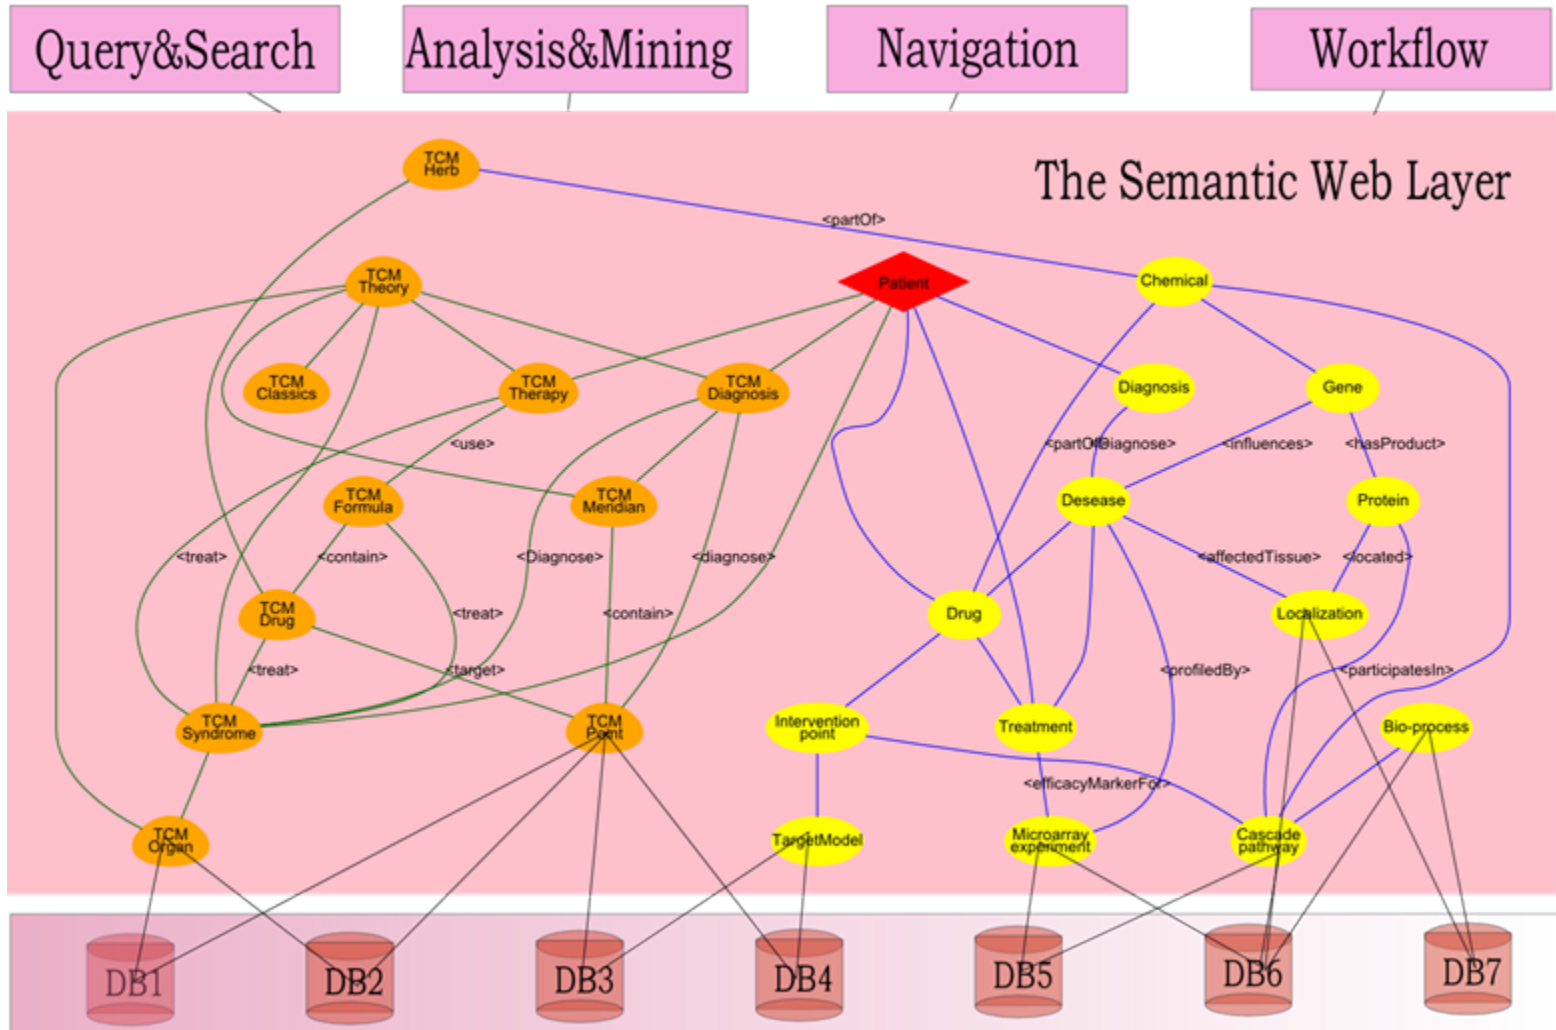 Query&Search
Analysis&Mining
Navigation
Workflow
The Semantic Web Layer
TCM
Herb
<partOf>
TCM
Theory
Patient
Chemical
TCM
Classics
TCM
Therapy
TCM
Diagnosis
Diagnosis
Gene
<use>
<partOf
Diagnose>
<influences>
<hasProduct>
TCM
Formula
TCM
Meridian
Desease
Protein
<treat>
<contain>
<Diagnose>
<diagnose>
<affectedTissue>
<located>
TCM
Drug
<treat>
<contain>
Drug
Localization
<treat>
<target>
<profiledBy>
<participatesIn>
TCM
Syndrome
TCM
Point
Intervention
point
Treatment
Bio-process
<efficacyMarkerFor>
TCM
Organ
TargetModel
Microarray
experiment
Cascade
pathway
DB1
DB2
DB3
DB4
DB5
DB6
DB7